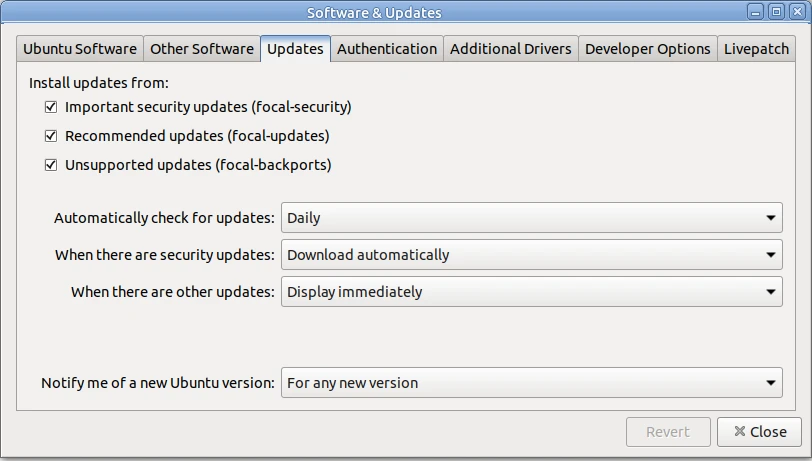 Software & Updates
Ubuntu Software Other Software Updates Authentication Additional Drivers Developer Options Livepatch
Install updates from:
Important security updates (focal-security)
Recommended updates (focal-updates)
Unsupported updates (focal-backports)
Automatically check for updates: Daily
When there are security updates: Download automatically
When there are other updates: Display immediately
Notify me of a new Ubuntu version: For any new version
Revert Close